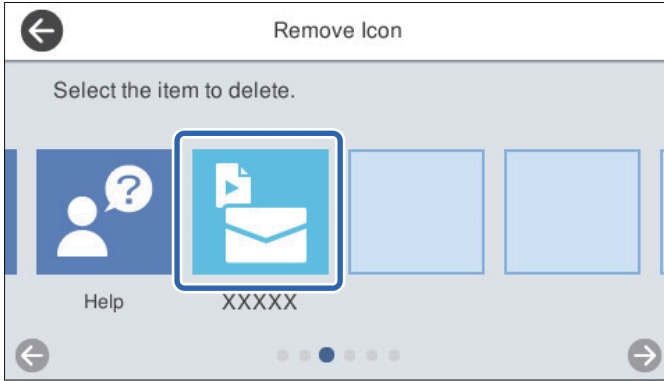 Remove Icon
Select the item to delete.
?
Help
XXXXX